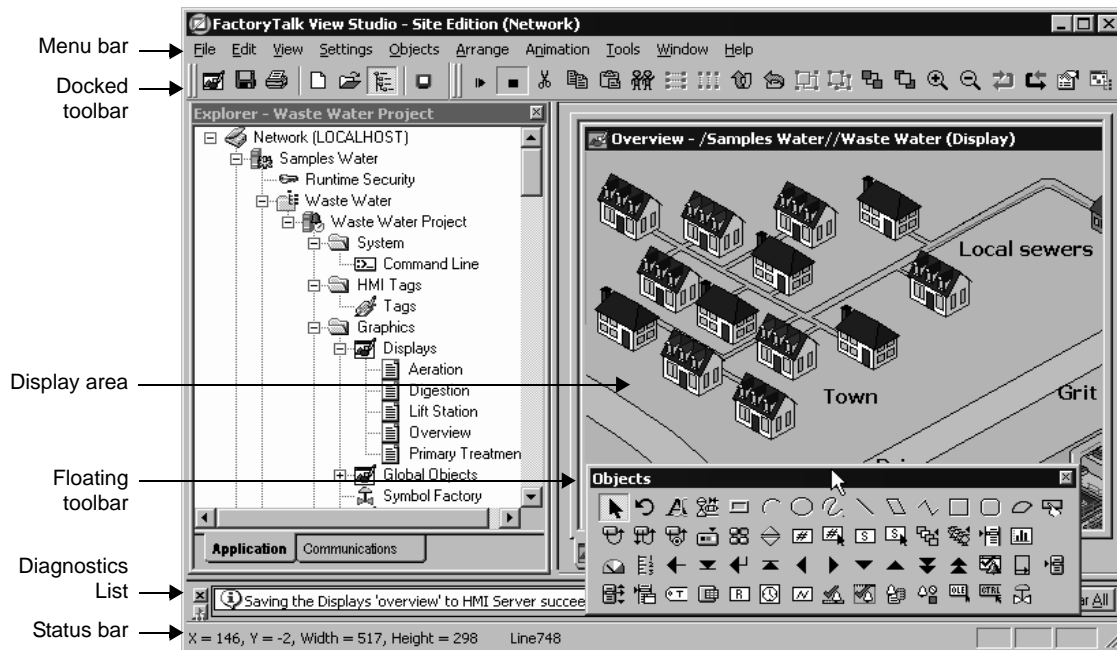 FactoryTalk View Studio - Site Edition (Network)
Menu bar
File Edit View Settings Objects Arrange Animation Tools Window Help
Docked
toolbar
Explorer - Waste Water Project
Network (LOCALHOST)
Samples Water
Runtime Security
Waste Water
Waste Water Project
System
Command Line
HMI Tags
Tags
Graphics
Displays
Aeration
Digestion
Lift Station
Overview
Primary Treatmen
Global Objects
Symbol Factory
Application Communications
Overview - /Samples Water//Waste Water (Display)
Local sewers
Town
Grit
Display area
Floating
toolbar
Objects
Diagnostics
List
Saving the Displays 'overview' to HMI Server succee
All
Status bar
X = 146, Y = -2, Width = 517, Height = 298 Line748